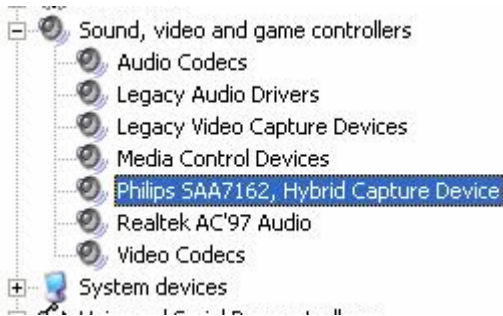 Sound, video and game controllers
Audio Codecs
Legacy Audio Drivers
Legacy Video Capture Devices
Media Control Devices
Philips SAA7162, Hybrid Capture Device
Realtek AC'97 Audio
Video Codecs
System devices